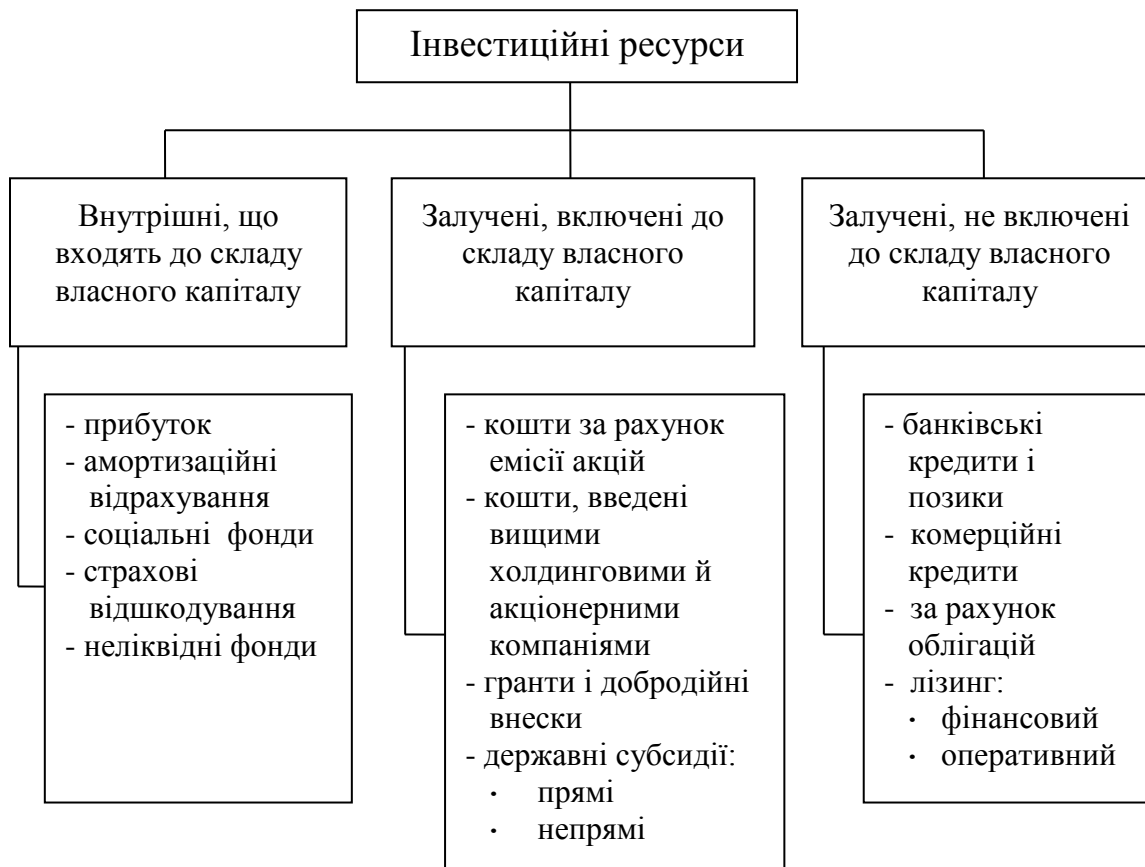 Інвестиційні ресурси
Внутрішні, що
входять до складу
власного капіталу
Залучені, включені до
складу власного
капіталу
Залучені, не включені
до складу власного
капіталу
- прибуток
- амортизаційні
відрахування
- соціальні фонди
- страхові
відшкодування
- неліквідні фонди
- кошти за рахунок
емісії акцій
- кошти, введені
вищими
холдинговими й
акціонерними
компаніями
- гранти і добродійні
внески
- державні субсидії:
· прямі
· непрямі
- банківські
кредити і
позики
- комерційні
кредити
- за рахунок
облігацій
- лізинг:
· фінансовий
· оперативний